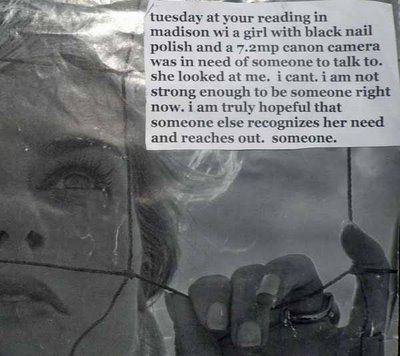 tuesday at your reading in
madison wi a girl with black nail
polish and a 7.2mp canon camera
was in need of someone to talk to.
she looked at me.  i cant. i am not
strong enough to be someone right
now. i am truly hopeful that
someone else recognizes her need
and reaches out.  someone.